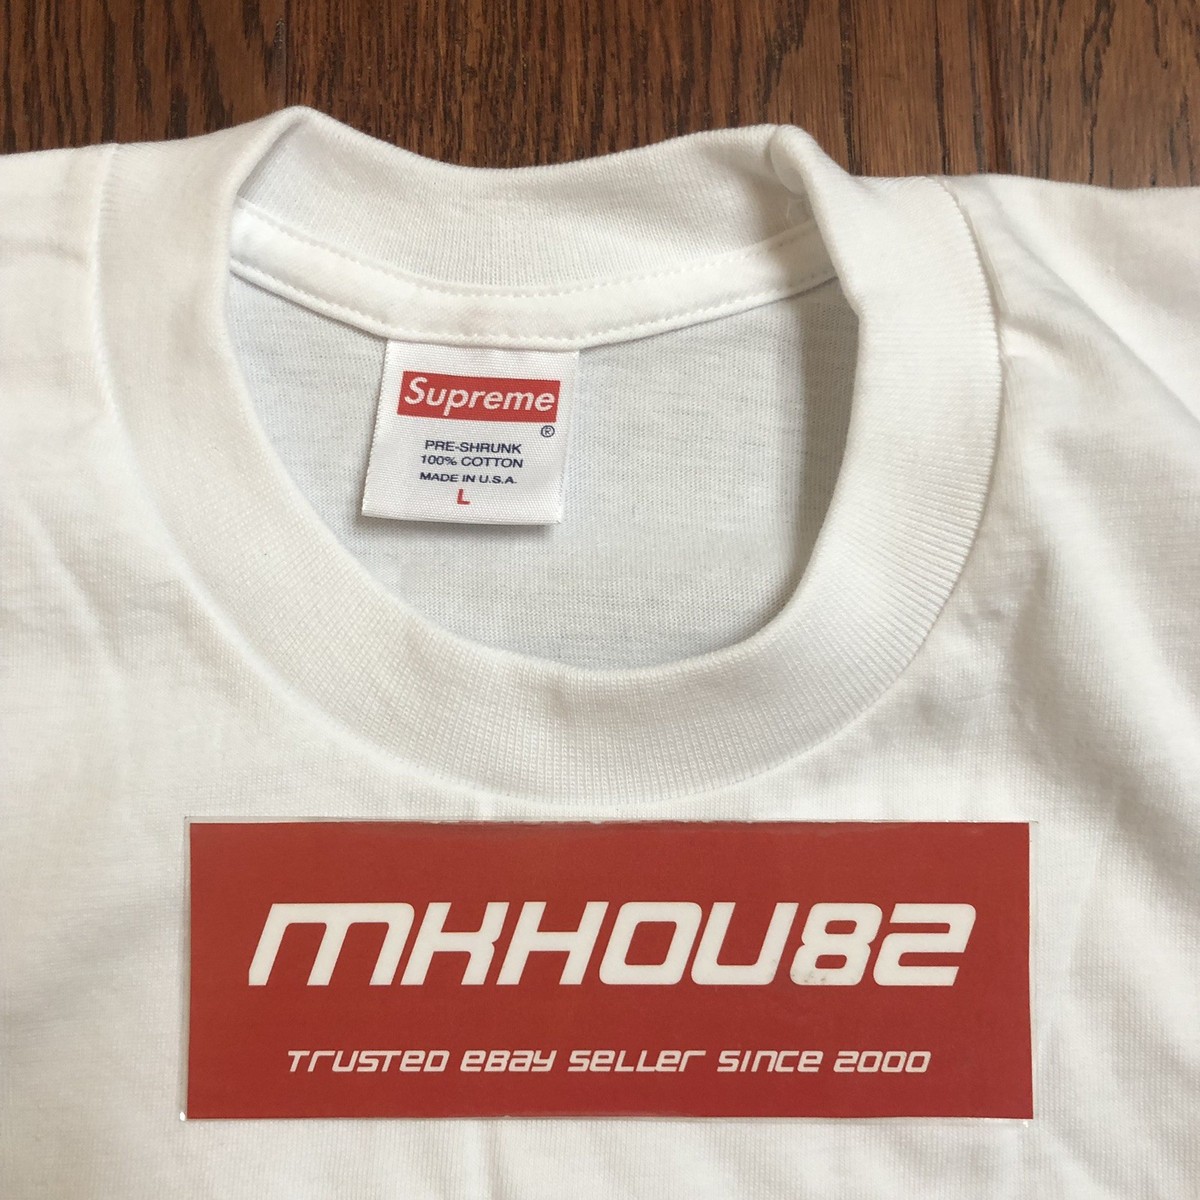 Supreme
®
PRE-SHRUNK
100% COTTON
MADE IN U.S.A.
L
MKHOU82
Trusted ebay seller since 2000